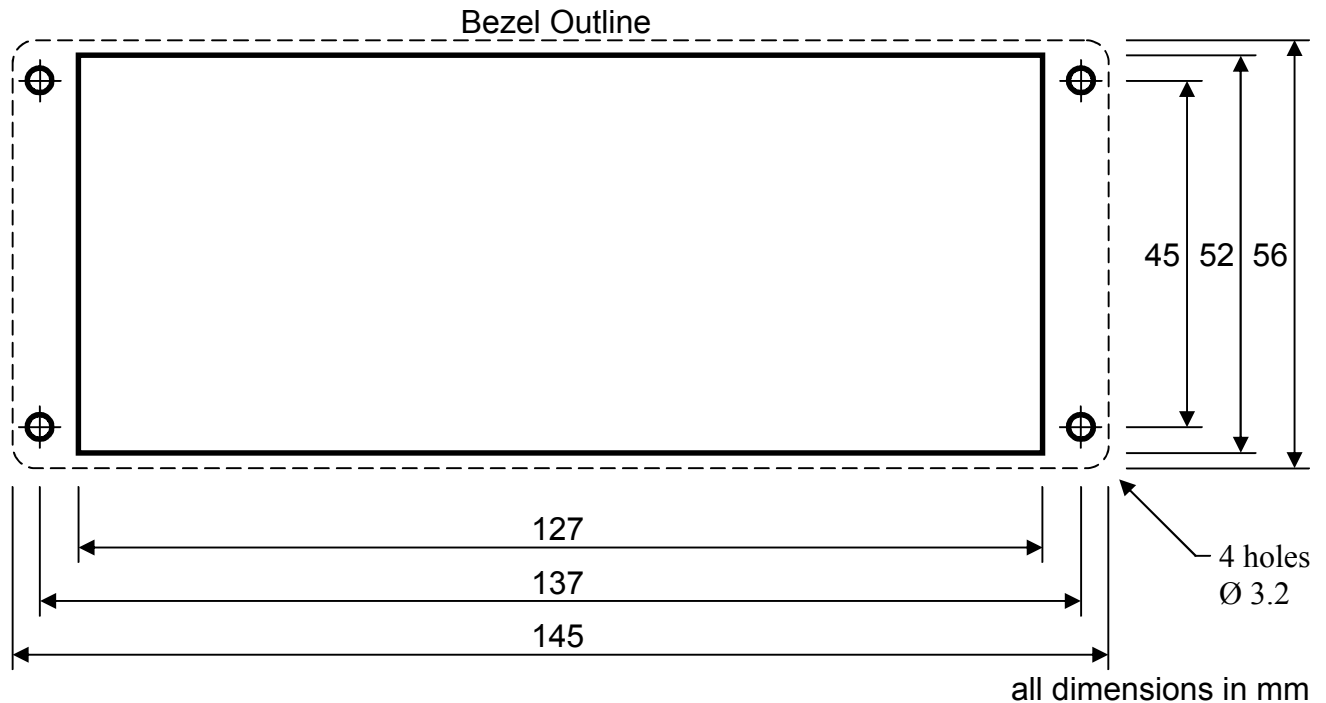 Bezel Outline
45 52 56
127
137
145
4 holes
Ø 3.2
all dimensions in mm